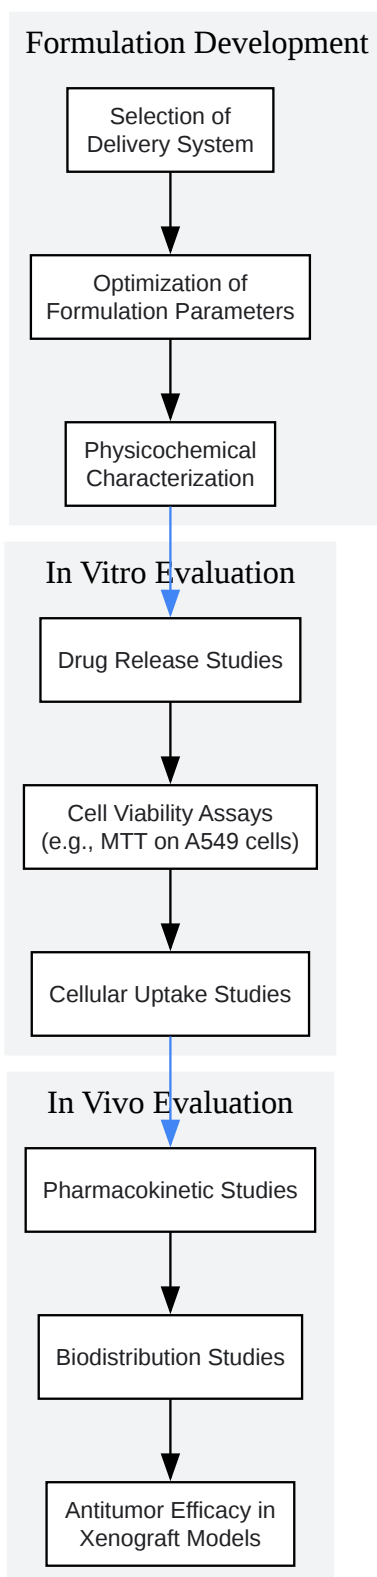 Formulation Development
Selection of
Delivery System
Optimization of
Formulation Parameters
Physicochemical
Characterization
In Vitro Evaluation
Drug Release Studies
Cell Viability Assays
(e.g., MTT on A549 cells)
Cellular Uptake Studies
In Vivo Evaluation
Pharmacokinetic Studies
Biodistribution Studies
Antitumor Efficacy in
Xenograft Models